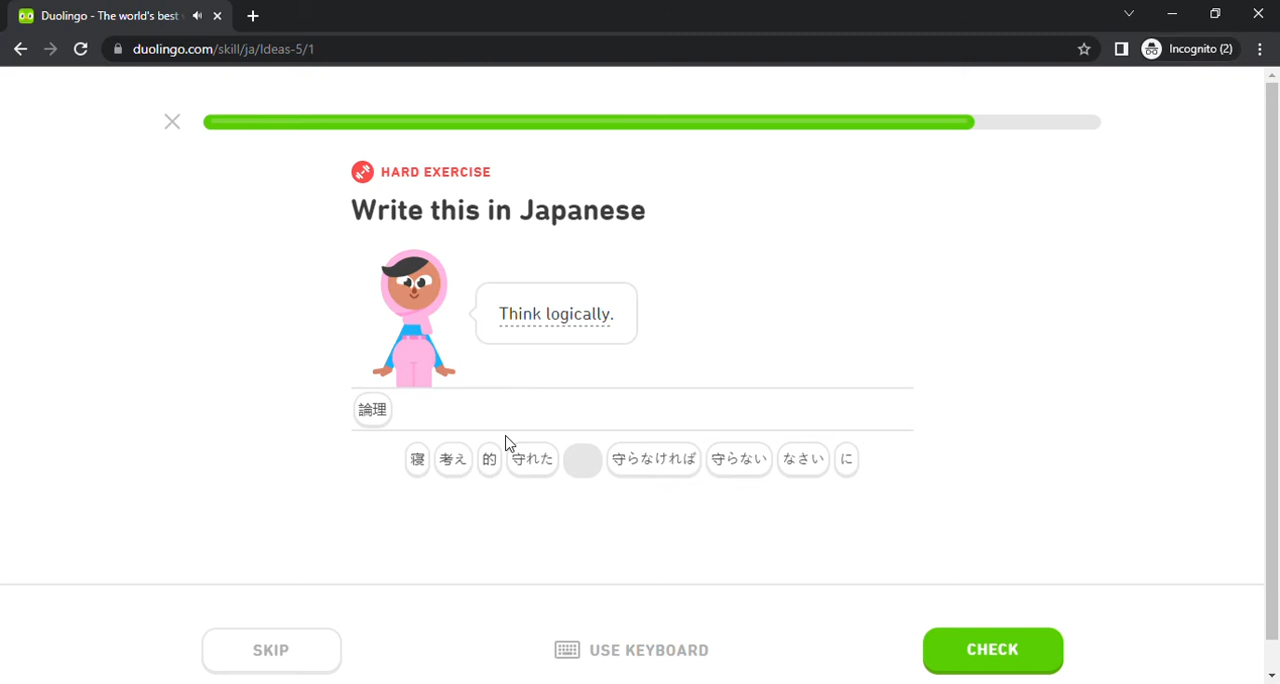 Duolingo - The world's best
duolingo.com/skill/ja/Ideas-5/1
Incognito (2)
HARD EXERCISE
Write this in Japanese
Think logically.
論理
寝 考え 的 守れた 守らなければ 守らない なさい に
SKIP
USE KEYBOARD
CHECK